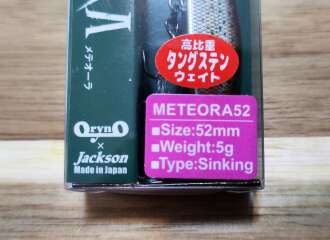 メテオーラ
高比重
タングステン
ウェイト
METEORA52
■Size:52mm
■Weight:5g
■Type:Sinking
OrynO
×
Jackson
Made in Japan